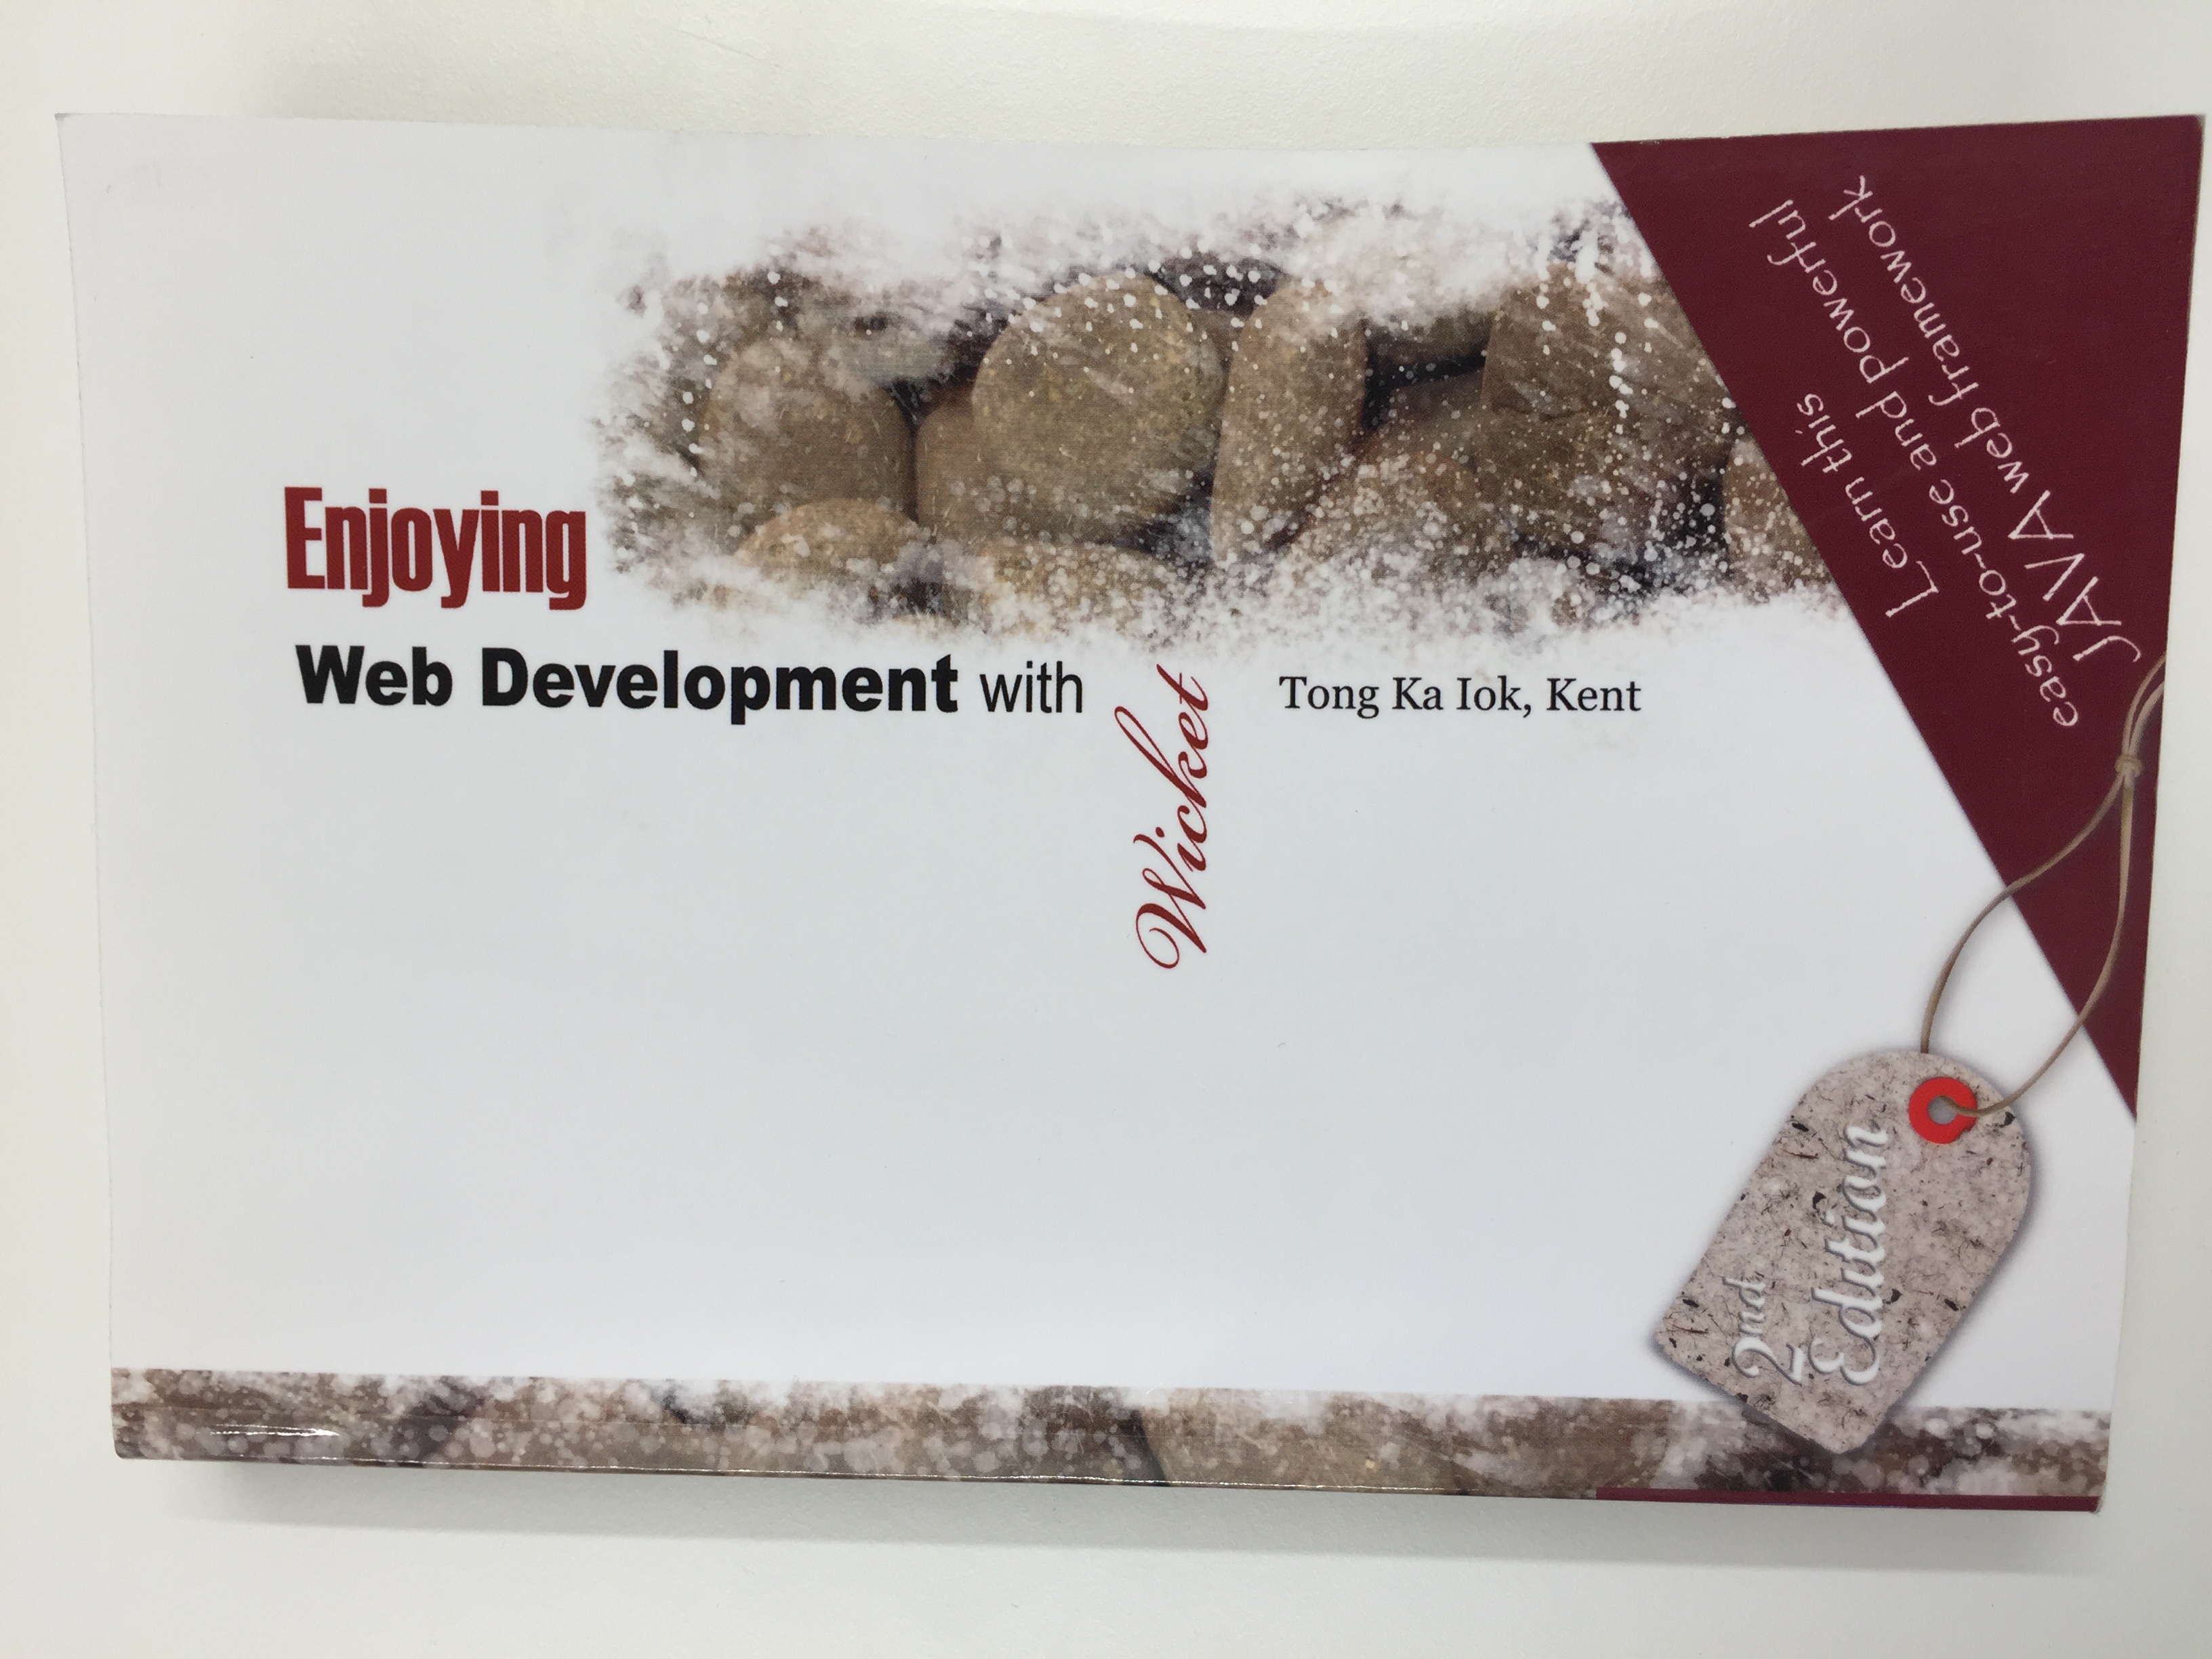 Enjoying
Web Development with
Wicket
Tong Ka Iok, Kent
2nd
Edition
Learn this
easy-to-use and powerful
JAVA web framework